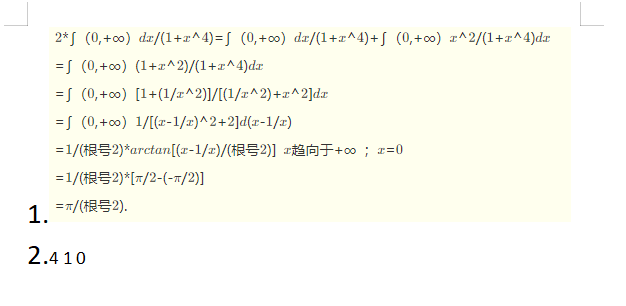 2*∫ (0,+∞) dx/(1+x^4)=∫ (0,+∞) dx/(1+x^4)+∫ (0,+∞) x^2/(1+x^4)dx
=∫ (0,+∞) (1+x^2)/(1+x^4)dx
=∫ (0,+∞) [1+(1/x^2)]/[(1/x^2)+x^2]dx
=∫ (0,+∞) 1/[(x-1/x)^2+2]d(x-1/x)
=1/(根号2)*arctan[(x-1/x)/(根号2)] x趋向于+∞ ; x=0
=1/(根号2)*[π/2-(-π/2)]
1. =π/(根号2).
2.4 1 0